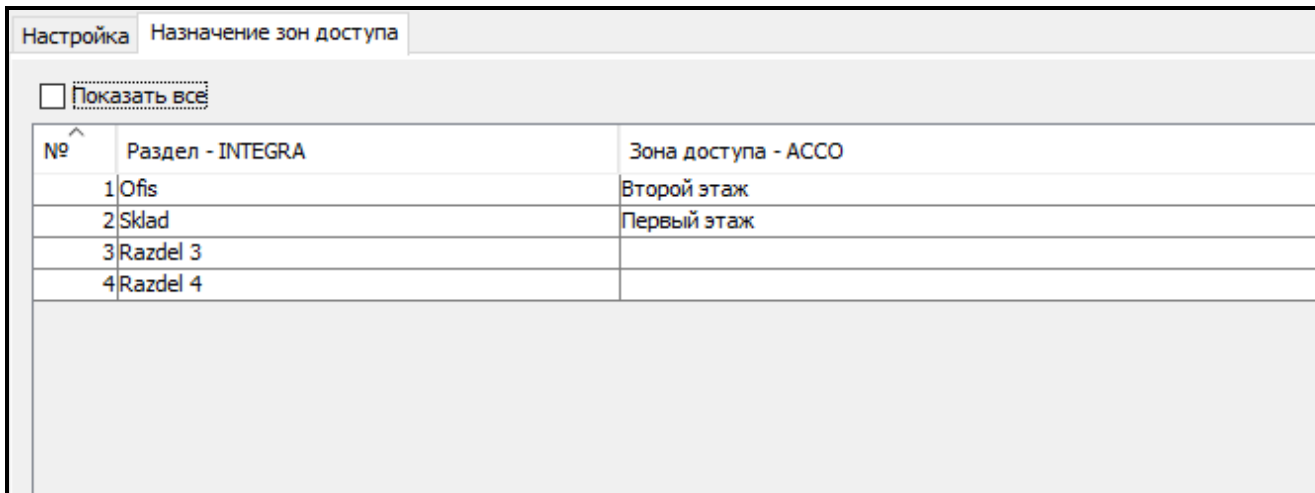 Настройка Назначение зон доступа
Показать все
№ Раздел - INTEGRA Зона доступа - ACCO
1 Ofis Второй этаж
2 Sklad Первый этаж
3 Razdel 3
4 Razdel 4